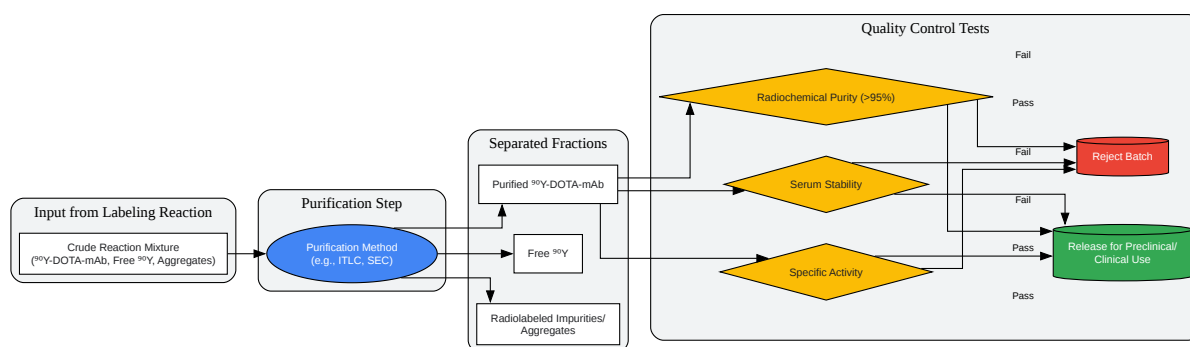 Input from Labeling Reaction
Crude Reaction Mixture
(⁹⁰Y-DOTA-mAb, Free ⁹⁰Y, Aggregates)
Purification Step
Purification Method
(e.g., ITLC, SEC)
Separated Fractions
Purified ⁹⁰Y-DOTA-mAb
Free ⁹⁰Y
Radiolabeled Impurities/
Aggregates
Quality Control Tests
Radiochemical Purity (>95%)
Serum Stability
Specific Activity
Fail
Pass
Fail
Fail
Pass
Pass
Reject Batch
Release for Preclinical/
Clinical Use